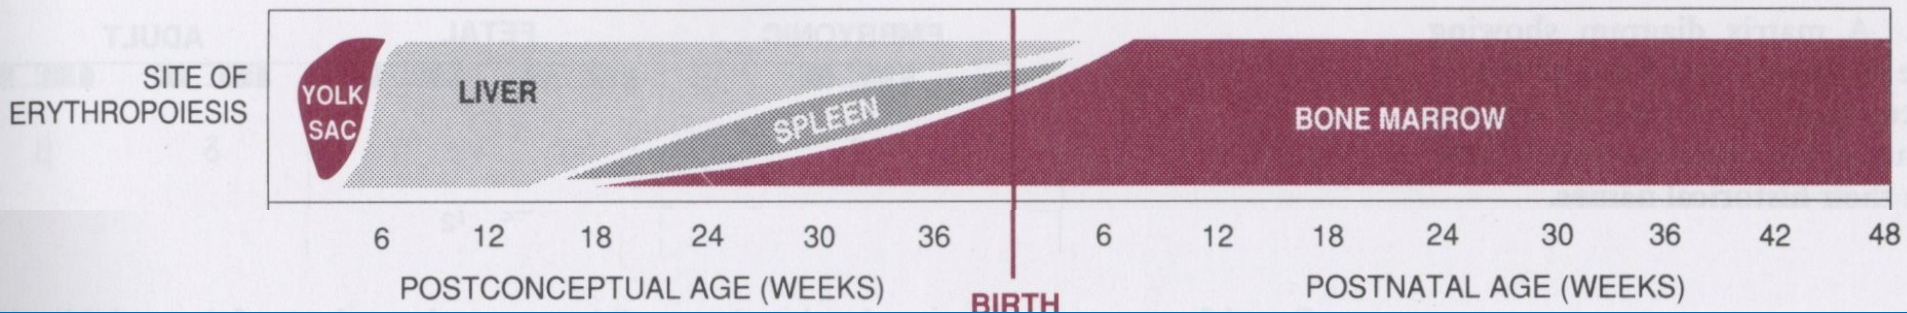 SITE OF
ERYTHROPOIESIS
YOLK
SAC
LIVER
SPLEEN
BONE MARROW
6 12 18 24 30 36 6 12 18 24 30 36 42 48
POSTCONCEPTUAL AGE (WEEKS) POSTNATAL AGE (WEEKS)
BIRTH